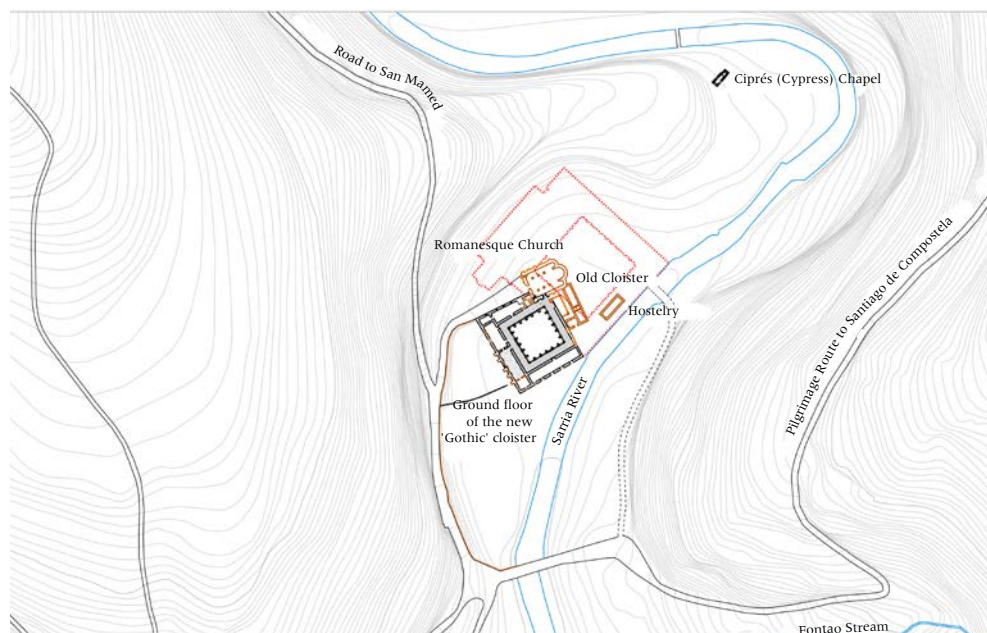 Road to San Mamed
Ciprés (Cypress) Chapel
Romanesque Church
Old Cloister
Hostelry
Pilgrimage Route to Santiago de Compostela
Ground floor
of the new
'Gothic' cloister
Sarria River
Fontao Stream